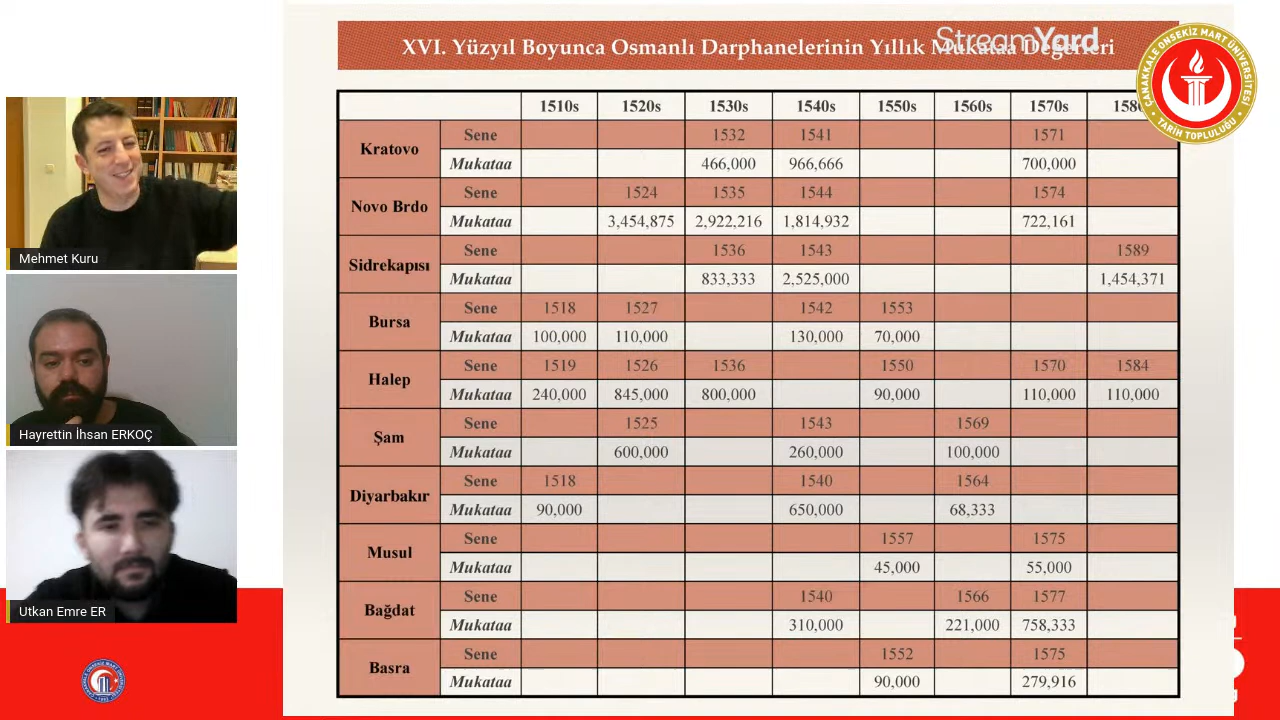 XVI. Yüzyıl Boyunca Osmanlı Darphanelerinin Yıllık Mukataa Değerleri
StreamYard
ÇANAKKALE ONSEKİZ MART ÜNİVERSİTESİ
TARİH TOPLULUĞU
Mehmet Kuru
Hayrettin İhsan ERKOÇ
Utkan Emre ER
1510s 1520s 1530s 1540s 1550s 1560s 1570s
Kratovo
Sene 1532 1541 1571
Mukataa 466,000 966,666 700,000
Novo Brdo
Sene 1524 1535 1544 1574
Mukataa 3,454,875 2,922,216 1,814,932 722,161
Sidrekapısı
Sene 1536 1543 1589
Mukataa 833,333 2,525,000 1,454,371
Bursa
Sene 1518 1527 1542 1553
Mukataa 100,000 110,000 130,000 70,000
Halep
Sene 1519 1526 1536 1550 1570 1584
Mukataa 240,000 845,000 800,000 90,000 110,000 110,000
Şam
Sene 1525 1543 1569
Mukataa 600,000 260,000 100,000
Diyarbakır
Sene 1518 1540 1564
Mukataa 90,000 650,000 68,333
Musul
Sene 1557 1575
Mukataa 45,000 55,000
Bağdat
Sene 1540 1566 1577
Mukataa 310,000 221,000 758,333
Basra
Sene 1552 1575
Mukataa 90,000 279,916